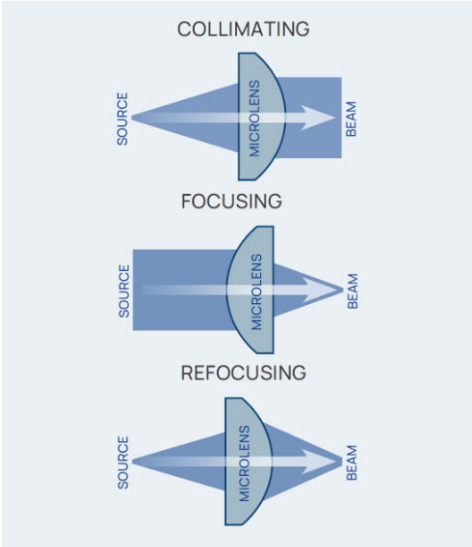 COLLIMATING
SOURCE
MICROLENS
BEAM
FOCUSING
SOURCE
MICROLENS
BEAM
REFOCUSING
SOURCE
MICROLENS
BEAM